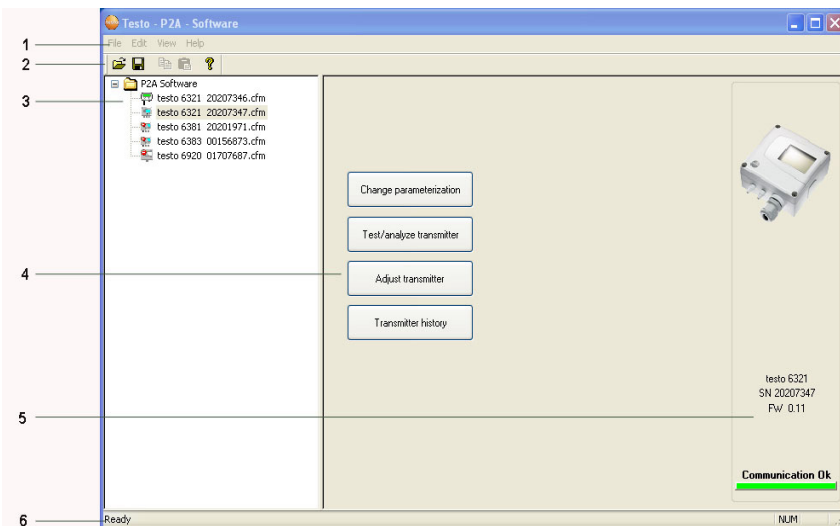 Testo - P2A - Software
1
File Edit View Help
2
P2A Software
3
testo 6321 20207346.cfm
testo 6321 20207347.cfm
testo 6381 20201971.cfm
testo 6383 00156873.cfm
testo 6920 01707687.cfm
Change parameterization
Test/analyze transmitter
4
Adjust transmitter
Transmitter history
testo 6321
SN 20207347
5
FW 0.11
Communication Ok
6
Ready
NUM